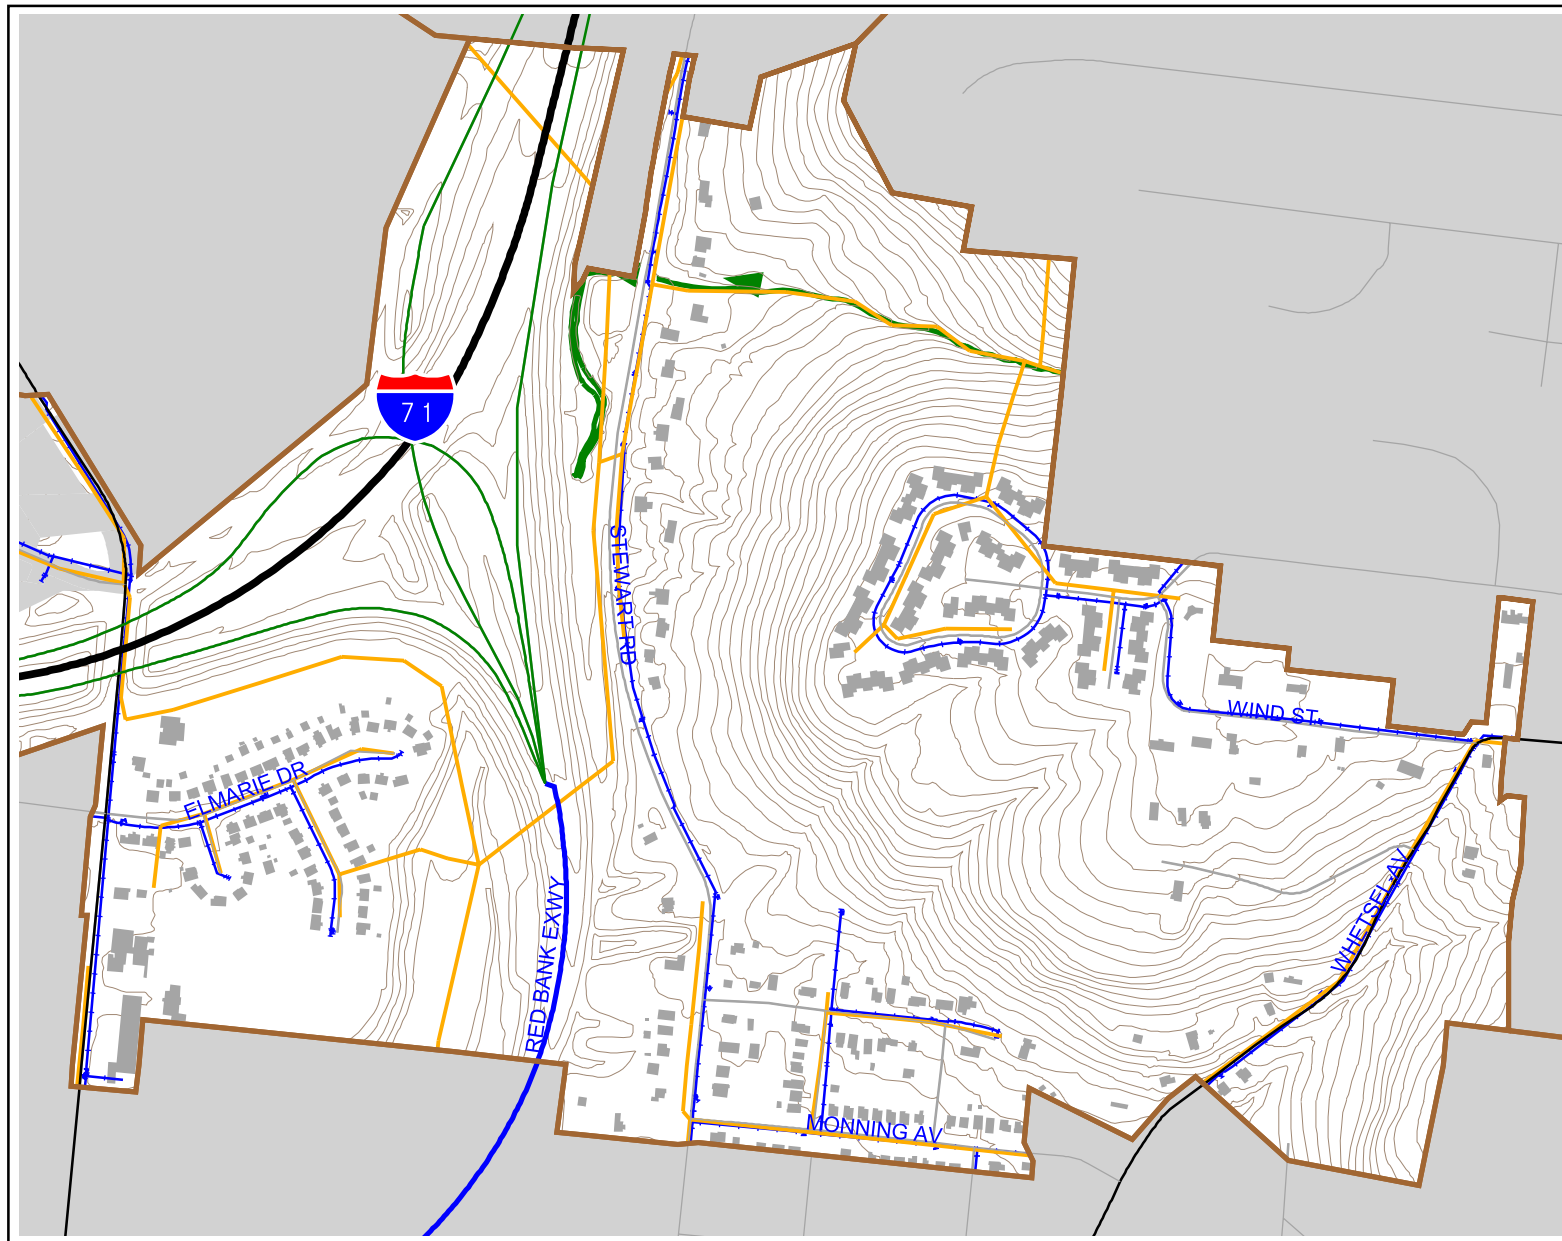 71
STEWART RD
WIND ST
ELMARIE DR
WHETSEL AV
RED BANK EXWY
MONNING AV